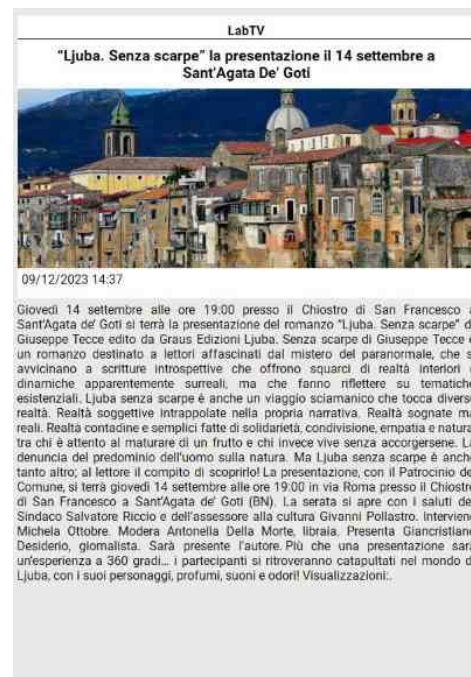 LabTV
“Ljuba. Senza scarpe” la presentazione il 14 settembre a
Sant’Agata De’ Goti
09/12/2023 14:37
Giovedì 14 settembre alle ore 19:00 presso il Chiostro di San Francesco
Sant’Agata de’ Goti si terrà la presentazione del romanzo “Ljuba. Senza scarpe”
Giuseppe Tecce edito da Graus Edizioni Ljuba. Senza scarpe di Giuseppe Tecce
un romanzo destinato a lettori affascinati dal mistero del paranormale, che
avvicinano a scritture introspettive che offrono squarci di realtà interiori
dinamiche apparentemente surreali, ma che fanno riflettere su tematiche
esistenziali. Ljuba senza scarpe è anche un viaggio sciamanico che tocca diverse
realtà. Realtà soggettive intrappolate nella propria narrativa. Realtà sognate ma
reali. Realtà contadine e semplici fatte di solidarietà, condivisione, empatia e natura,
tra chi è attento al maturare di un frutto e chi invece vive senza accorgersene. La
denuncia del predominio dell’uomo sulla natura. Ma Ljuba senza scarpe è anche
tanto altro; al lettore il compito di scoprirlo! La presentazione, con il Patrocinio del
Comune, si terrà giovedì 14 settembre alle ore 19:00 in via Roma presso il Chiostro
di San Francesco a Sant’Agata de’ Goti (BN). La serata si apre con i saluti del
Sindaco Salvatore Riccio e dell’assessore alla cultura Givanni Pollastro. Interviene
Michela Ottobre. Modera Antonella Della Morte, libraia. Presenta Giancristiano
Desiderio, giornalista. Sarà presente l’autore. Più che una presentazione sarà
un’esperienza a 360 gradi... i partecipanti si ritroveranno catapultati nel mondo di
Ljuba, con i suoi personaggi, profumi, suoni e odori! Visualizzazioni:.